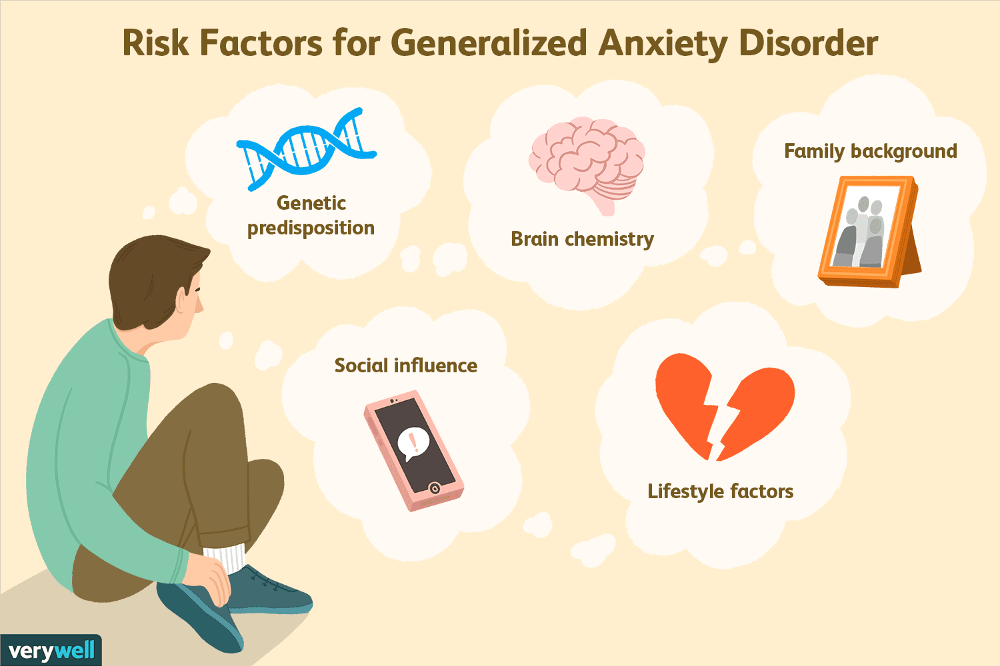 Risk Factors for Generalized Anxiety Disorder
Genetic
predisposition
Brain chemistry
Family background
Social influence
!
Lifestyle factors
verywell